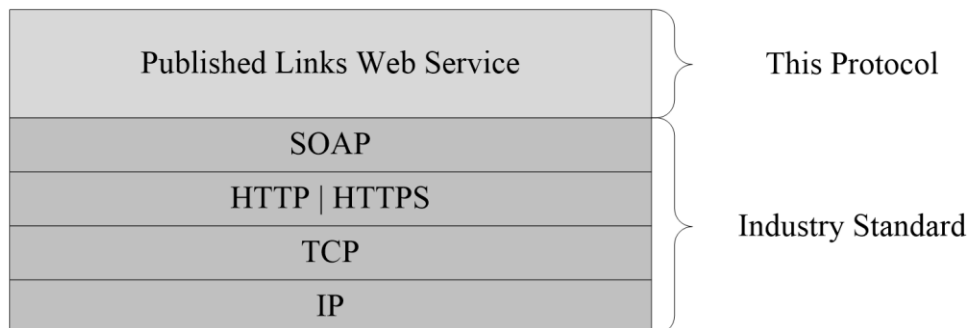 Published Links Web Service
This Protocol
SOAP
HTTP | HTTPS
TCP
IP
Industry Standard